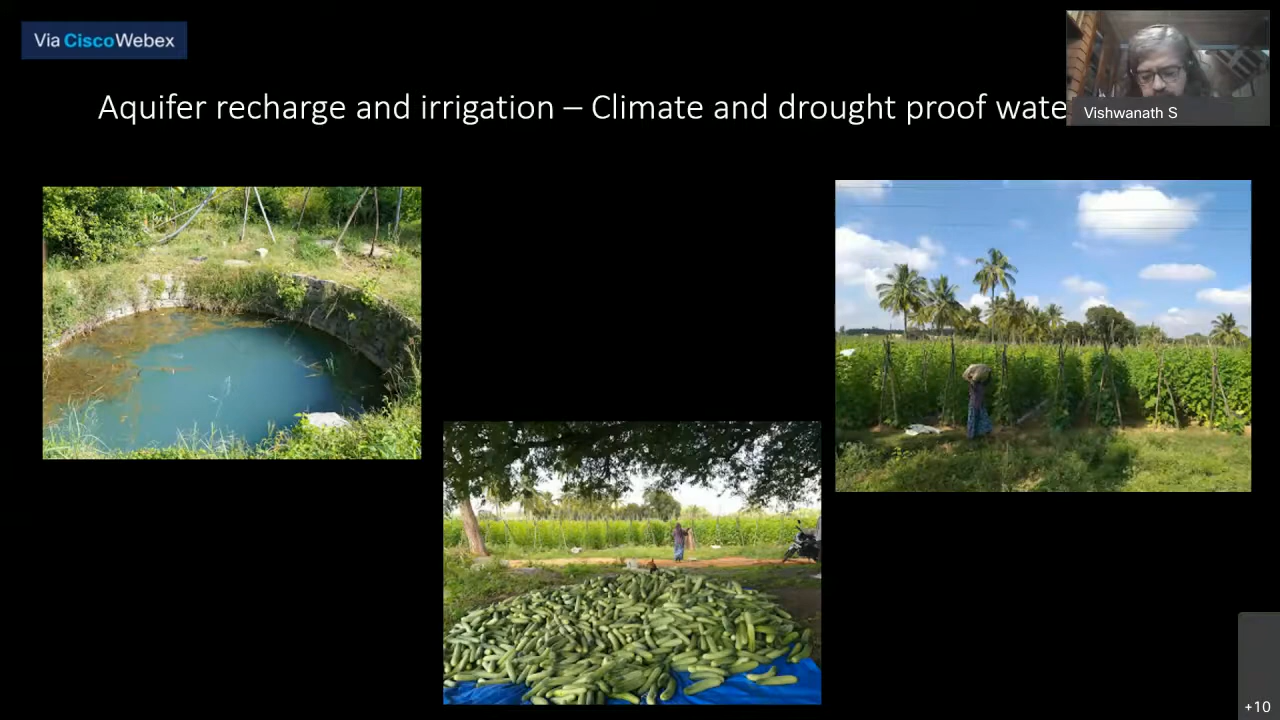 Via CiscoWebex
Aquifer recharge and irrigation – Climate and drought proof wate
Vishwanath S
+10